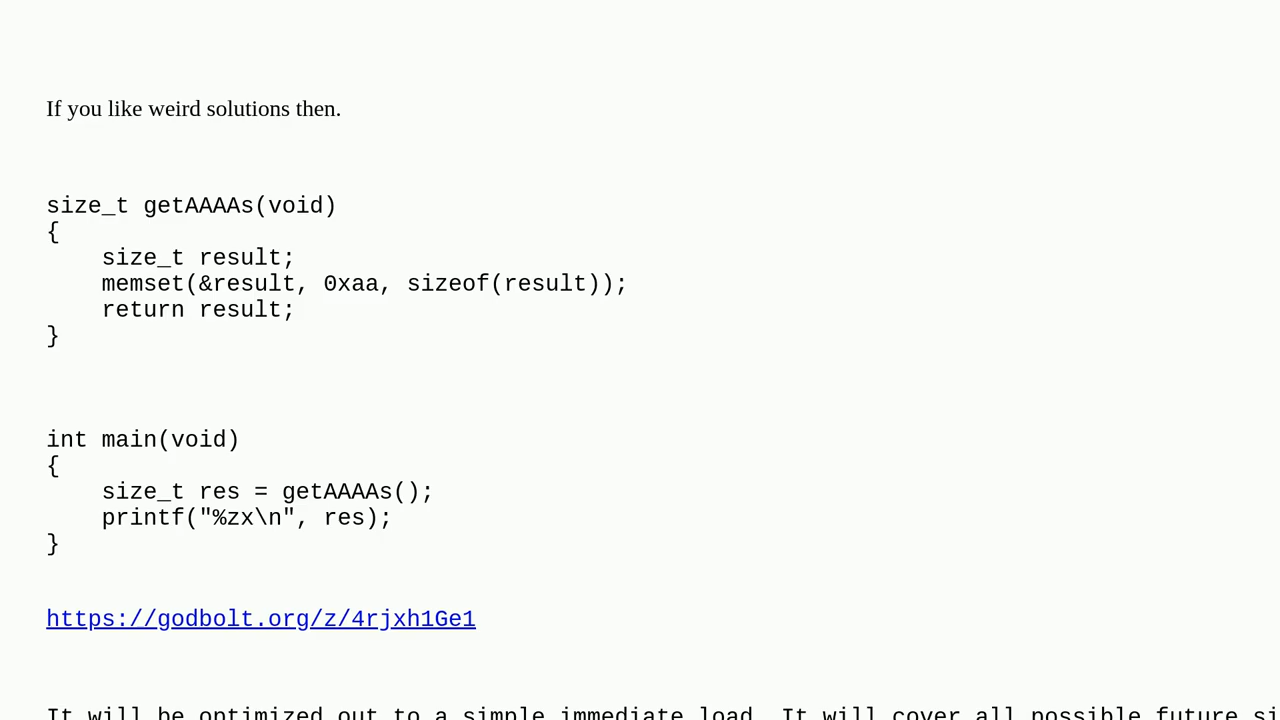 If you like weird solutions then.
size_t getAAAAs(void)
{
    size_t result;
    memset(&result, 0xaa, sizeof(result));
    return result;
}
int main(void)
{
    size_t res = getAAAAs();
    printf("%zx\n", res);
}
https://godbolt.org/z/4rjxh1Ge1
It will be optimized out to a simple immediate load. It will cover all possible future